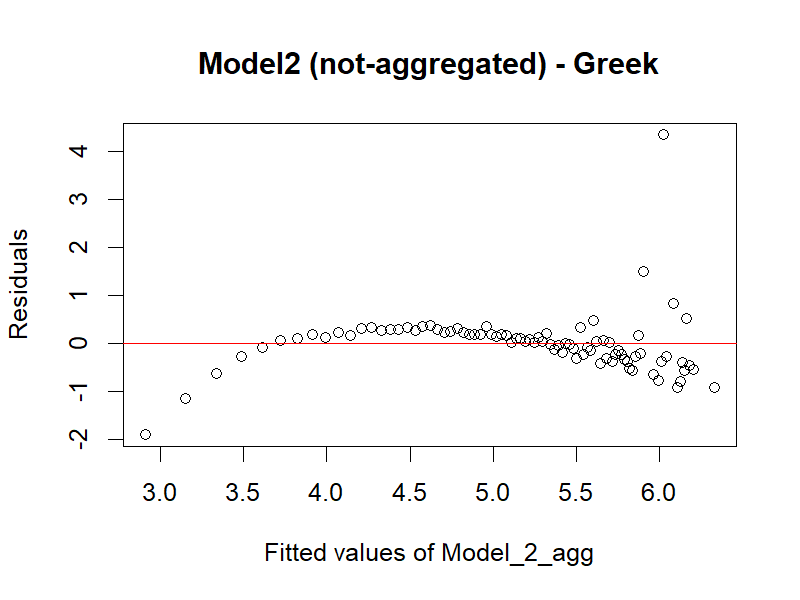 Model2 (not-aggregated) - Greek
Residuals
4
3
2
1
0
-1
-2
3.0 3.5 4.0 4.5 5.0 5.5 6.0
Fitted values of Model_2_agg